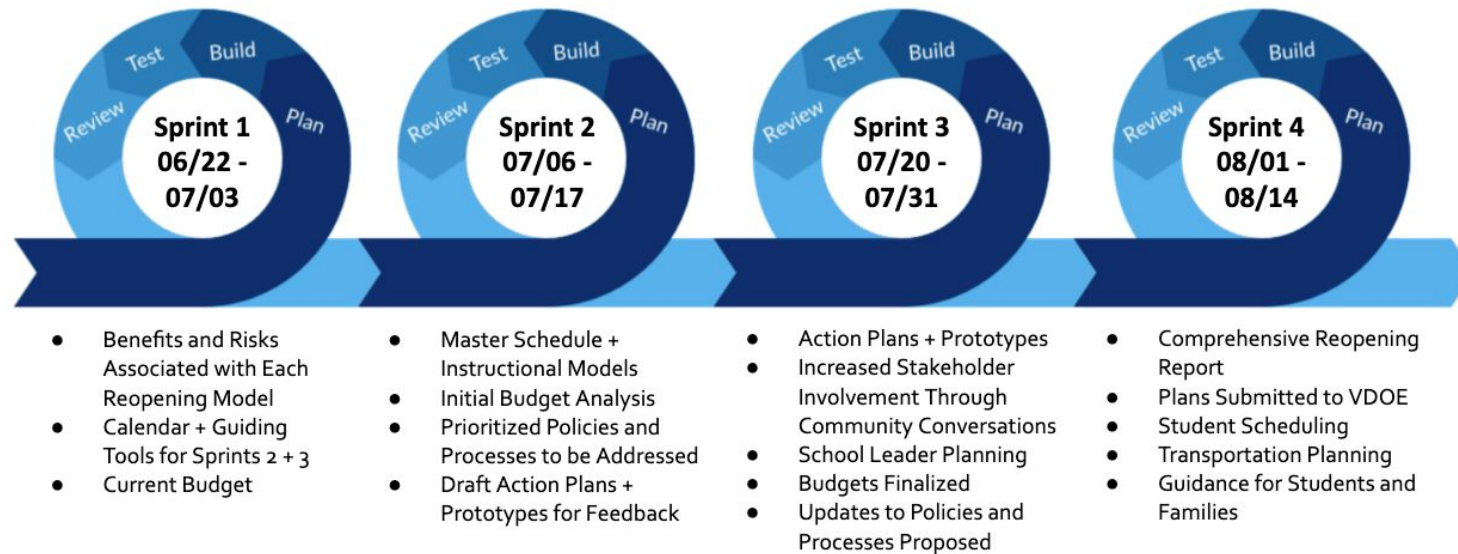 Test
Build
Review
Plan
Sprint 1
06/22 -
07/03
Test
Build
Review
Plan
Sprint 2
07/06 -
07/17
Test
Build
Review
Plan
Sprint 3
07/20 -
07/31
Test
Build
Review
Plan
Sprint 4
08/01 -
08/14
● Benefits and Risks
Associated with Each
Reopening Model
● Calendar + Guiding
Tools for Sprints 2 + 3
● Current Budget
● Master Schedule +
Instructional Models
● Initial Budget Analysis
● Prioritized Policies and
Processes to be Addressed
● Draft Action Plans +
Prototypes for Feedback
● Action Plans + Prototypes
● Increased Stakeholder
Involvement Through
Community Conversations
● School Leader Planning
● Budgets Finalized
● Updates to Policies and
Processes Proposed
● Comprehensive Reopening
Report
● Plans Submitted to VDOE
● Student Scheduling
● Transportation Planning
● Guidance for Students and
Families